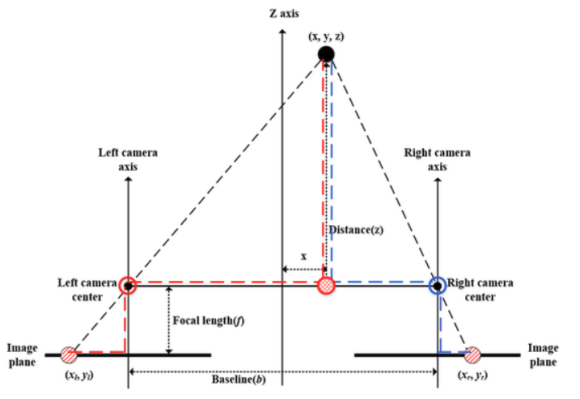 Z axis
(x, y, z)
Left camera
axis
Right camera
axis
Distance(z)
x
Left camera
center
Right camera
center
Focal length(f)
Image
plane
Image
plane
(xl, yl)
Baseline(b)
(xr, yr)